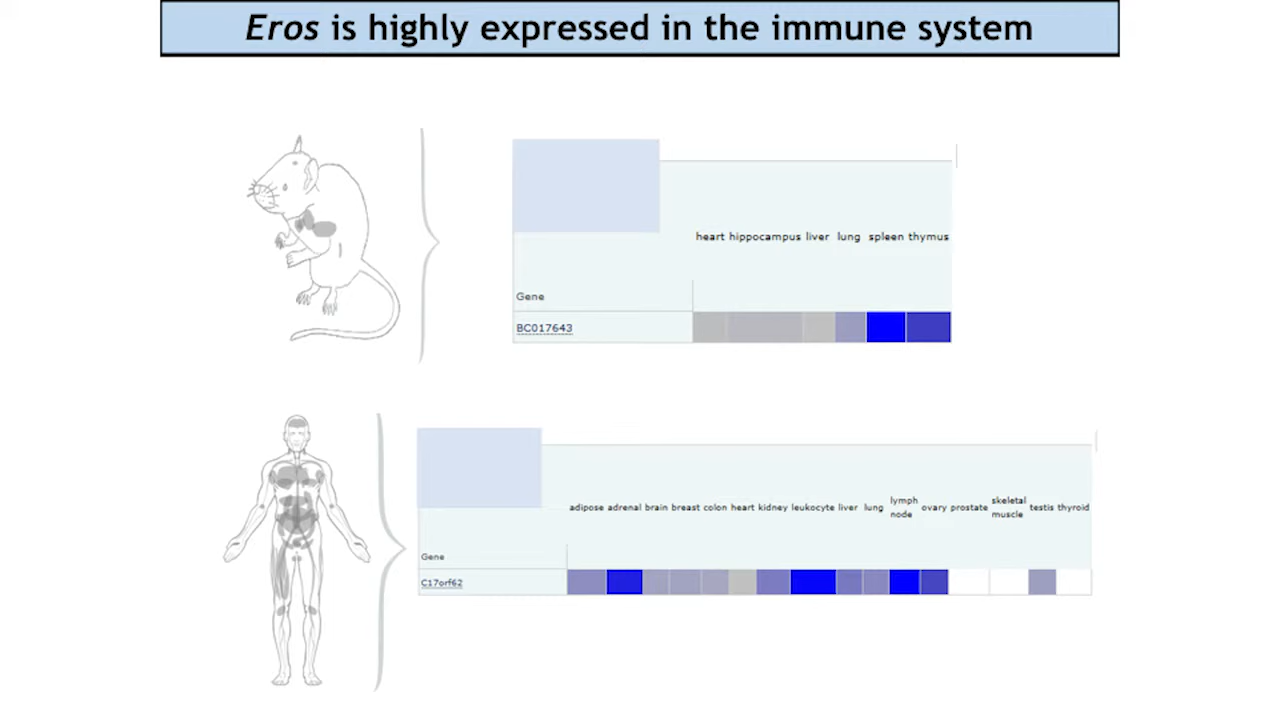 Eros is highly expressed in the immune system
heart hippocampus liver lung spleen thymus
Gene
BC017643
adipose adrenal brain breast colon heart kidney leukocyte liver lung lymph node ovary prostate skeletal muscle testis thyroid
Gene
C17orf62